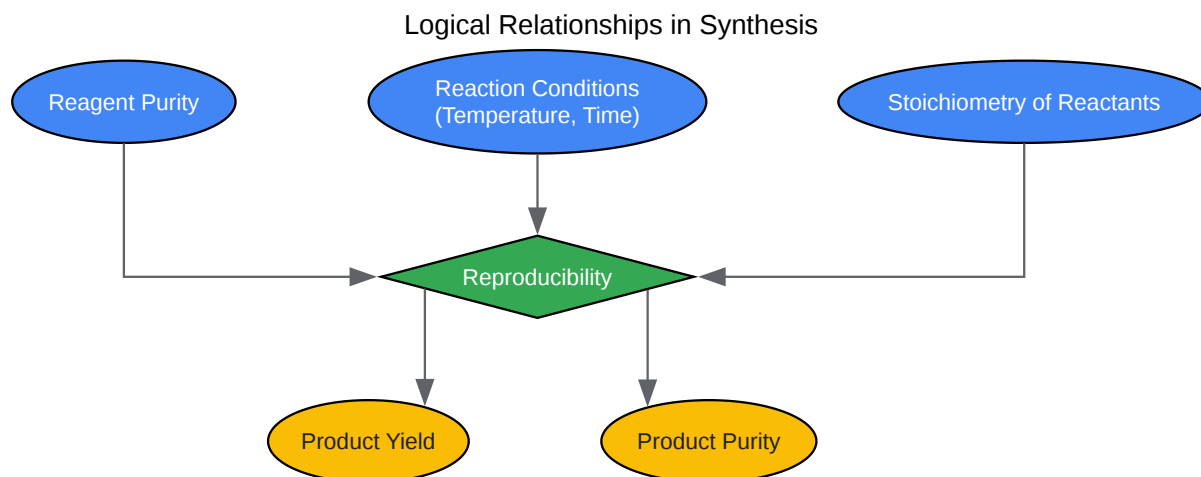 Logical Relationships in Synthesis
Reagent Purity
Reaction Conditions
(Temperature, Time)
Stoichiometry of Reactants
Reproducibility
Product Yield
Product Purity